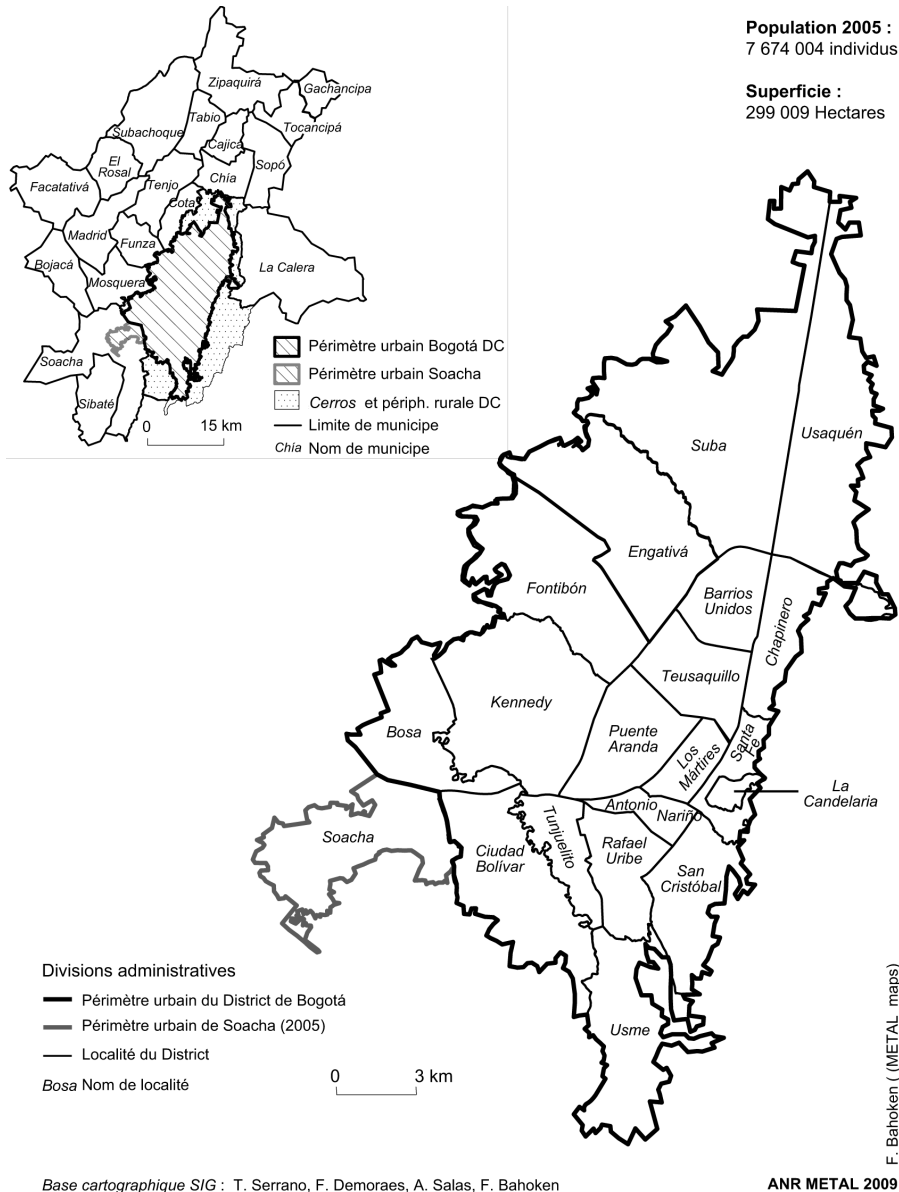 Population 2005 :
7 674 004 individus
Superficie :
299 009 Hectares
Zipaquirá
Gachancipa
Tabio
Subachoque
Tocancipá
Cajica
El
Rosal
Sopó
Facatativá
Tenjo
Chía
Cota
Madrid
Funza
Bojacá
La Calera
Mosquera
Soacha
Sibaté
0 15 km
Périmètre urbain Bogotá DC
Périmètre urbain Soacha
Cerros et périph. rurale DC
Limite de municipe
Chía Nom de municipe
Suba
Usaquén
Engativá
Fontibón
Barrios
Unidos
Chapinero
Teusaquillo
Kennedy
Bosa
Puente
Aranda
Los
Mártires
Santa
Fe
La
Candelaria
Antonio
Nariño
Soacha
Tunjuelito
Rafael
Uribe
Ciudad
Bolívar
San
Cristóbal
Usme
Divisions administratives
Périmètre urbain du District de Bogotá
Périmètre urbain de Soacha (2005)
Localité du District
Bosa Nom de localité
0 3 km
F. Bahoken ( (METAL maps)
Base cartographique SIG : T. Serrano, F. Demoraes, A. Salas, F. Bahoken
ANR METAL 2009